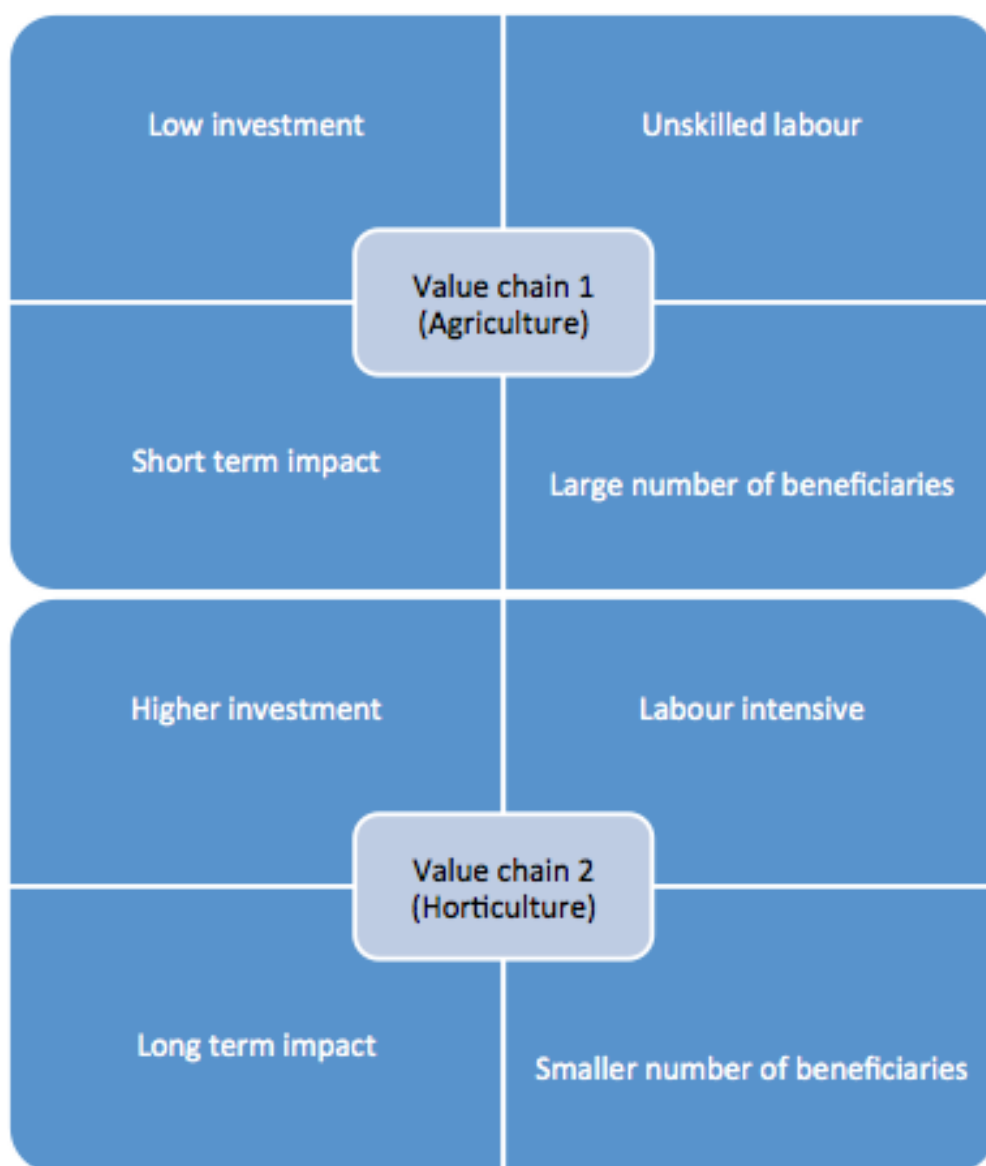 Low investment
Unskilled labour
Value chain 1
(Agriculture)
Short term impact
Large number of beneficiaries
Higher investment
Labour intensive
Value chain 2
(Horticulture)
Long term impact
Smaller number of beneficiaries